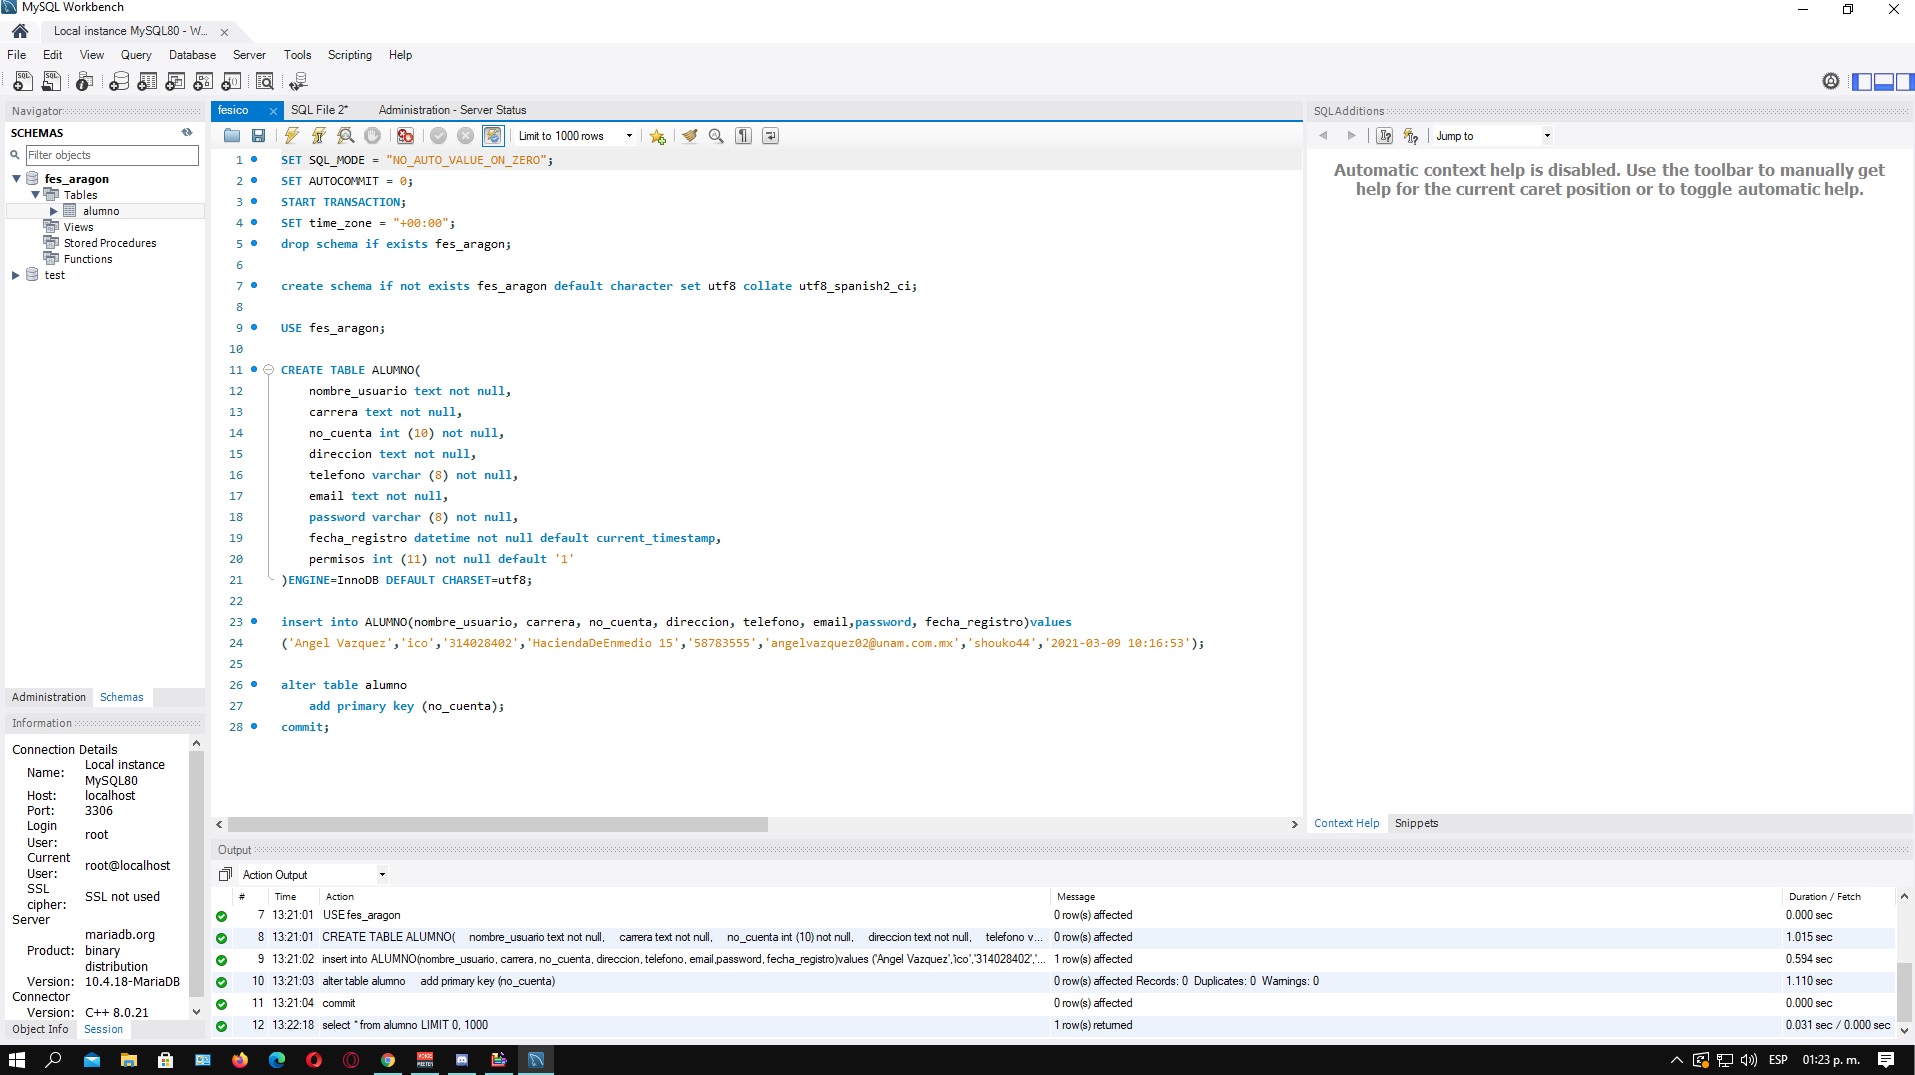 MySQL Workbench
Local instance MySQL80 - W...
File Edit View Query Database Server Tools Scripting Help
Navigator
SCHEMAS
Filter objects
fes_aragon
Tables
alumno
Views
Stored Procedures
Functions
test
Administration Schemas
Information
Connection Details
Name: Local instance MySQL80
Host: localhost
Port: 3306
Login User: root
Current User: root@localhost
SSL cipher: SSL not used
Server
Product: mariadb.org binary distribution
Version: 10.4.18-MariaDB
Connector
Version: C++ 8.0.21
Object Info Session
fesico SQL File 2* Administration - Server Status
Limit to 1000 rows
1 SET SQL_MODE = "NO_AUTO_VALUE_ON_ZERO";
2 SET AUTOCOMMIT = 0;
3 START TRANSACTION;
4 SET time_zone = "+00:00";
5 drop schema if exists fes_aragon;
6
7 create schema if not exists fes_aragon default character set utf8 collate utf8_spanish2_ci;
8
9 USE fes_aragon;
10
11 CREATE TABLE ALUMNO(
12 nombre_usuario text not null,
13 carrera text not null,
14 no_cuenta int (10) not null,
15 direccion text not null,
16 telefono varchar (8) not null,
17 email text not null,
18 password varchar (8) not null,
19 fecha_registro datetime not null default current_timestamp,
20 permisos int (11) not null default '1'
21 )ENGINE=InnoDB DEFAULT CHARSET=utf8;
22
23 insert into ALUMNO(nombre_usuario, carrera, no_cuenta, direccion, telefono, email,password, fecha_registro)values
24 ('Angel Vazquez','ico','314028402','HaciendaDeEnmedio 15','58783555','angelvazquez02@unam.com.mx','shouko44','2021-03-09 10:16:53');
25
26 alter table alumno
27 add primary key (no_cuenta);
28 commit;
SQLAdditions
Jump to
Automatic context help is disabled. Use the toolbar to manually get
help for the current caret position or to toggle automatic help.
Context Help Snippets
Output
Action Output
# Time Action Message Duration / Fetch
7 13:21:01 USE fes_aragon 0 row(s) affected 0.000 sec
8 13:21:01 CREATE TABLE ALUMNO( nombre_usuario text not null, carrera text not null, no_cuenta int (10) not null, direccion text not null, telefono v... 0 row(s) affected 1.015 sec
9 13:21:02 insert into ALUMNO(nombre_usuario, carrera, no_cuenta, direccion, telefono, email,password, fecha_registro)values ('Angel Vazquez','ico','314028402','... 1 row(s) affected 0.594 sec
10 13:21:03 alter table alumno add primary key (no_cuenta) 0 row(s) affected Records: 0 Duplicates: 0 Warnings: 0 1.110 sec
11 13:21:04 commit 0 row(s) affected 0.000 sec
12 13:22:18 select * from alumno LIMIT 0, 1000 1 row(s) returned 0.031 sec / 0.000 sec
ESP 01:23 p. m.